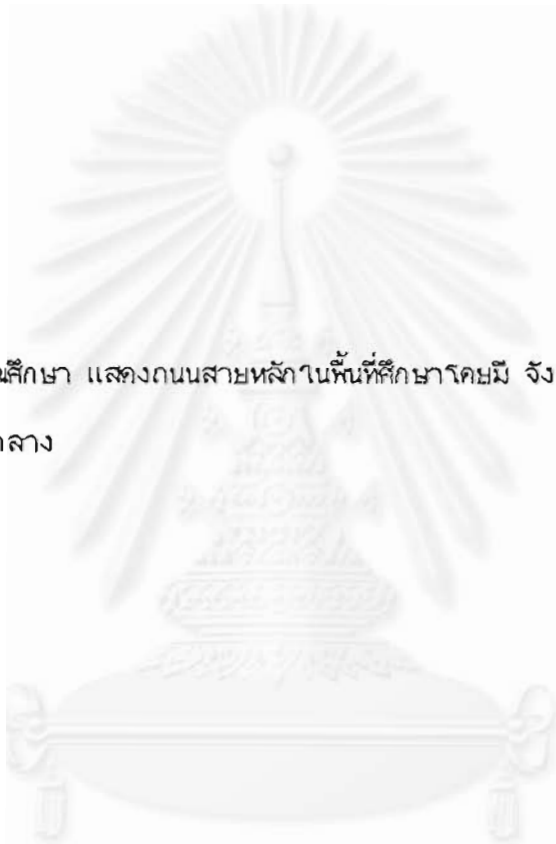 ศึกษา แสดงถนนสายหลักในพื้นที่ศึกษาโดยมี จัง
กลาง